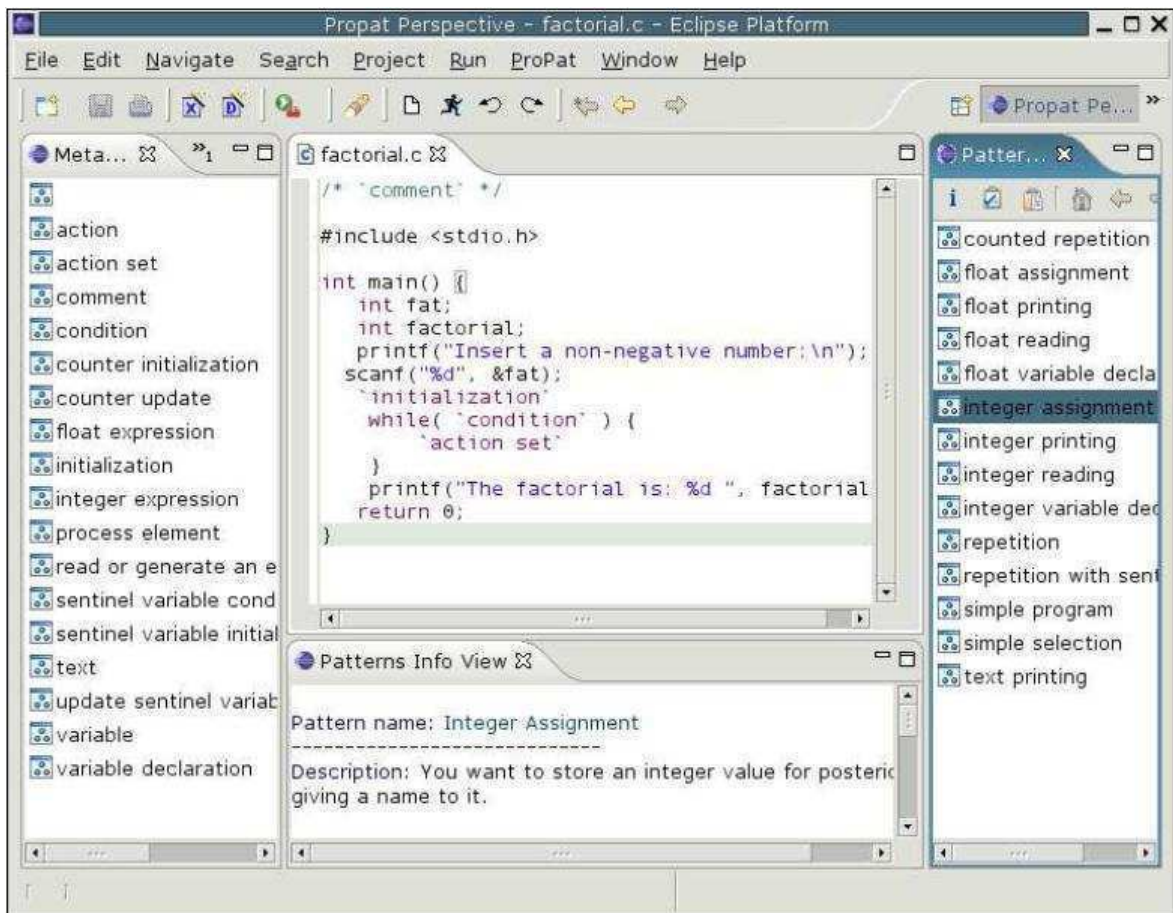 Propat Perspective - factorial.c - Eclipse Platform
File Edit Navigate Search Project Run ProPat Window Help
Propat Pe... »
Meta... »1
action
action set
comment
condition
counter initialization
counter update
float expression
initialization
integer expression
process element
read or generate an e
sentinel variable cond
sentinel variable initial
text
update sentinel variab
variable
variable declaration
factorial.c
/* `comment` */
#include <stdio.h>
int main() {
int fat;
int factorial;
printf("Insert a non-negative number:\n");
scanf("%d", &fat);
`initialization`
while( `condition` ) {
`action set`
}
printf("The factorial is: %d ", factorial
return 0;
}
Patterns Info View
Pattern name: Integer Assignment
----------------------------
Description: You want to store an integer value for posteric
giving a name to it.
Patter...
counted repetition
float assignment
float printing
float reading
float variable decla
integer assignment
integer printing
integer reading
integer variable dec
repetition
repetition with sent
simple program
simple selection
text printing